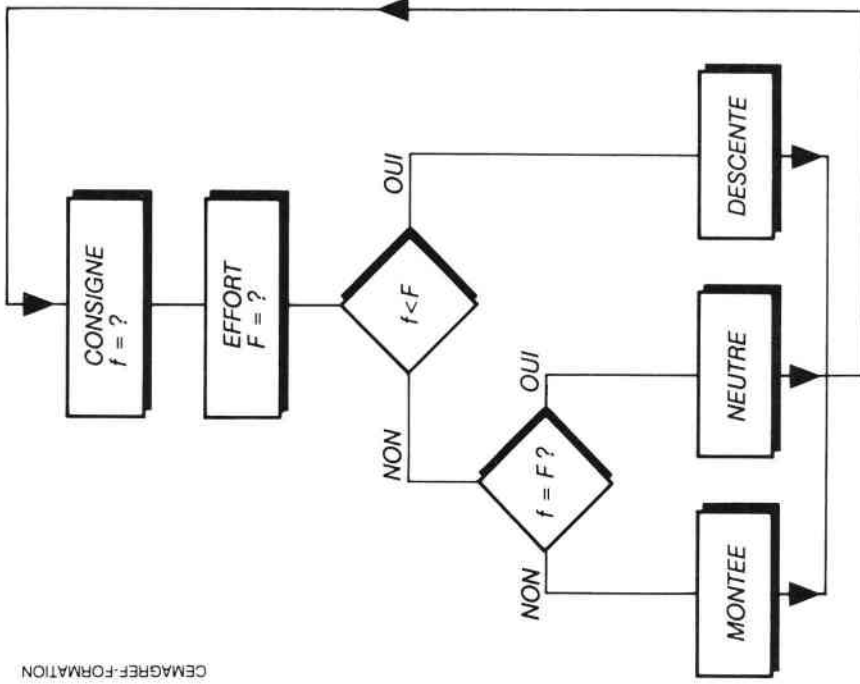 CONSIGNE
f = ?
EFFORT
F = ?
f<F
NON
OUI
f = F ?
NON
OUI
MONTEE
NEUTRE
DESCENTE
CEMAGREF-FORMATION